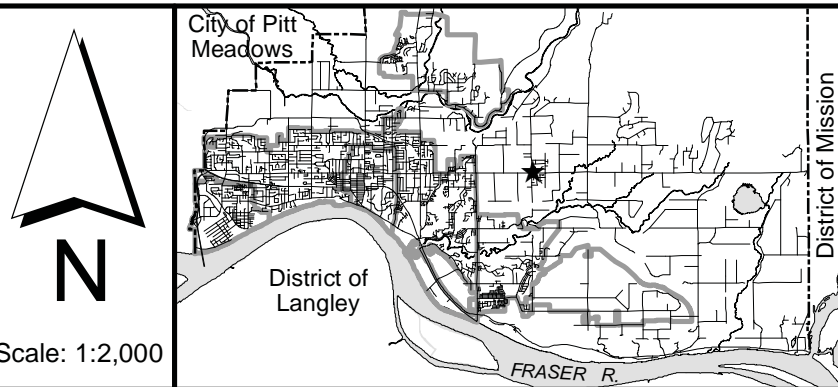 City of Pitt
Meadows
District of Mission
District of
Langley
FRASER R.
N
Scale: 1:2,000